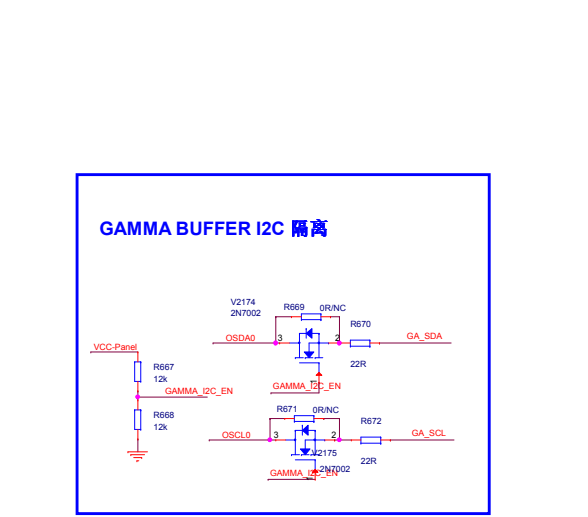 GAMMA BUFFER I2C 隔离
V2174
2N7002
R669
0R/NC
R670
OSDA0
3
2
GA_SDA
VCC-Panel
22R
R667
12k
GAMMA_I2C_EN
1
GAMMA_I2C_EN
R671
0R/NC
R668
12k
R672
OSCL0
3
2
GA_SCL
V2175
22R
2N7002
GAMMA_I2C_EN